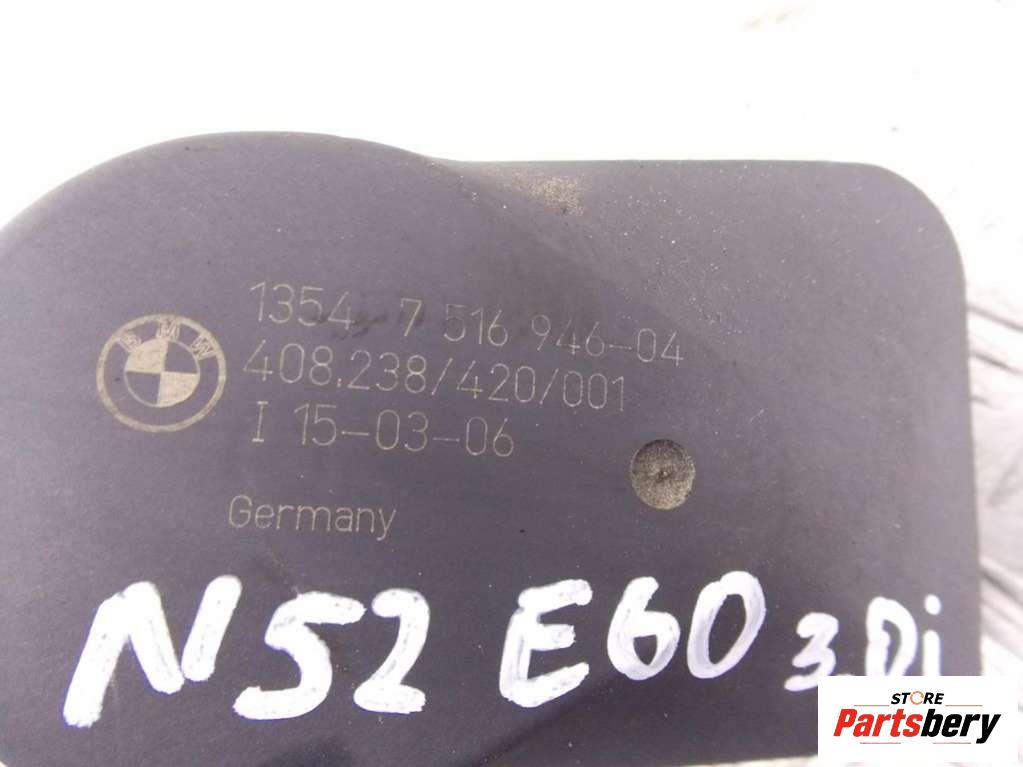 BMW
1354 7 516 946-04
408.238/420/001
I 15-03-06
Germany
N52 E60 3.0i
STORE
Partsbery